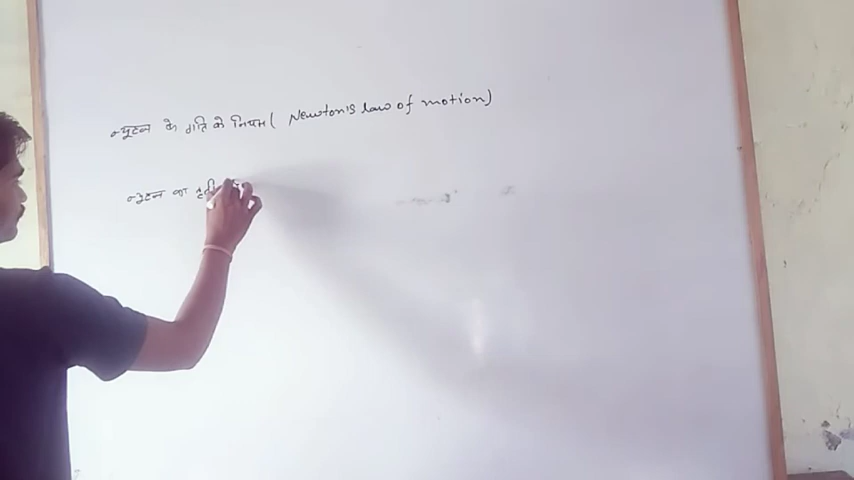 न्यूटन के गति के नियम ( Newton's law of motion)
न्यूटन का